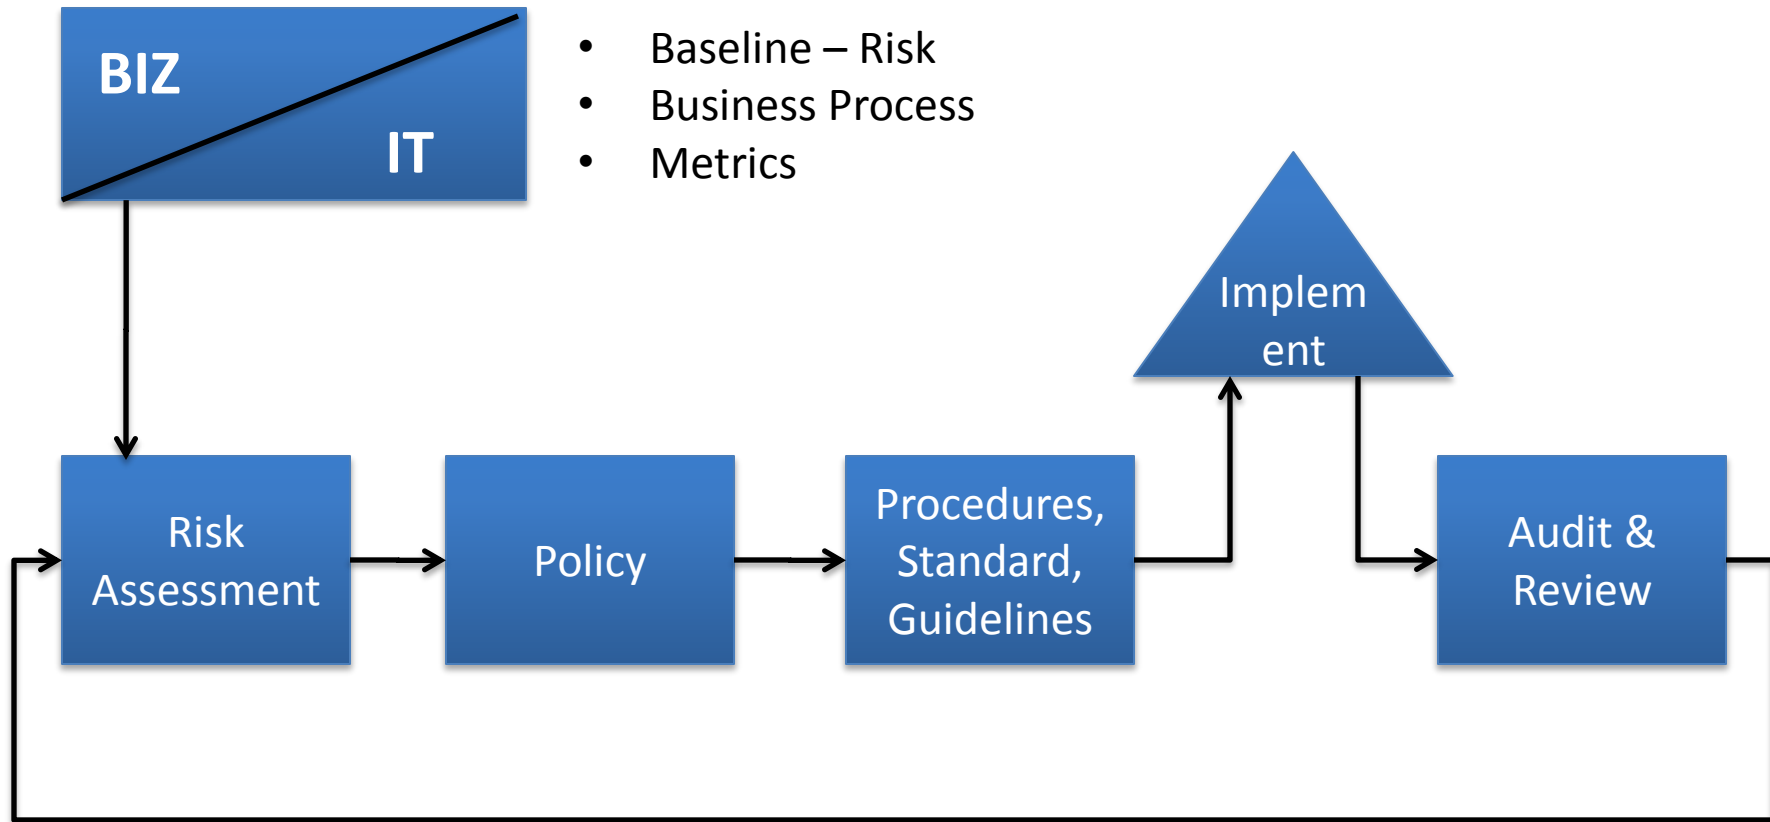 BIZ
IT
• Baseline – Risk
• Business Process
• Metrics
Implem
ent
Risk
Assessment
Policy
Procedures,
Standard,
Guidelines
Audit &
Review